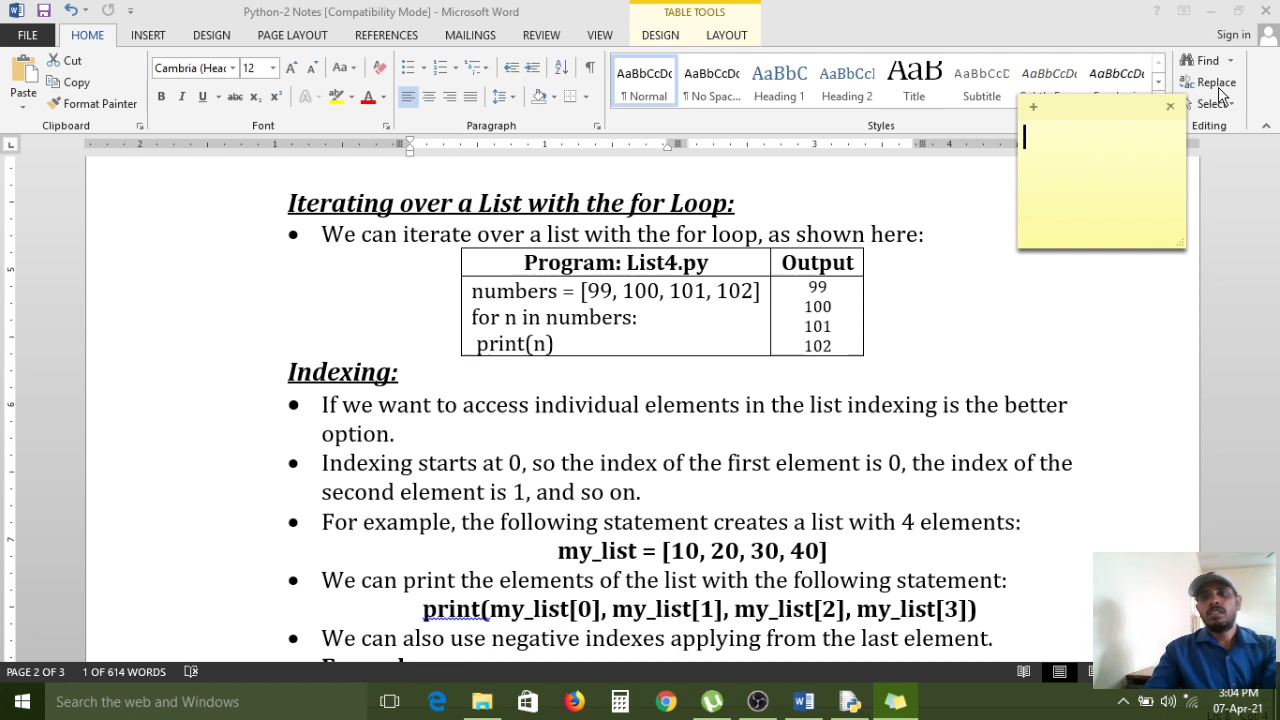 Python-2 Notes [Compatibility Mode] - Microsoft Word
TABLE TOOLS
FILE HOME INSERT DESIGN PAGE LAYOUT REFERENCES MAILINGS REVIEW VIEW DESIGN LAYOUT Sign in
Paste
Cut
Copy
Format Painter
Clipboard
Cambria (Head 12
Font
Paragraph
AaBbCcDc AaBbCcDc AaBbC AaBbCcl AaB AaBbCcD AaBbCcDc AaBbCcDc
¶ Normal ¶ No Spac... Heading 1 Heading 2 Title Subtitle
Styles
Find
Replace
Select
Editing
Iterating over a List with the for Loop:
• We can iterate over a list with the for loop, as shown here:
Program: List4.py Output
numbers = [99, 100, 101, 102]
for n in numbers:
print(n)
99
100
101
102
Indexing:
• If we want to access individual elements in the list indexing is the better
option.
• Indexing starts at 0, so the index of the first element is 0, the index of the
second element is 1, and so on.
• For example, the following statement creates a list with 4 elements:
my_list = [10, 20, 30, 40]
• We can print the elements of the list with the following statement:
print(my_list[0], my_list[1], my_list[2], my_list[3])
• We can also use negative indexes applying from the last element.
PAGE 2 OF 3 1 OF 614 WORDS
Search the web and Windows
3:04 PM
07-Apr-21